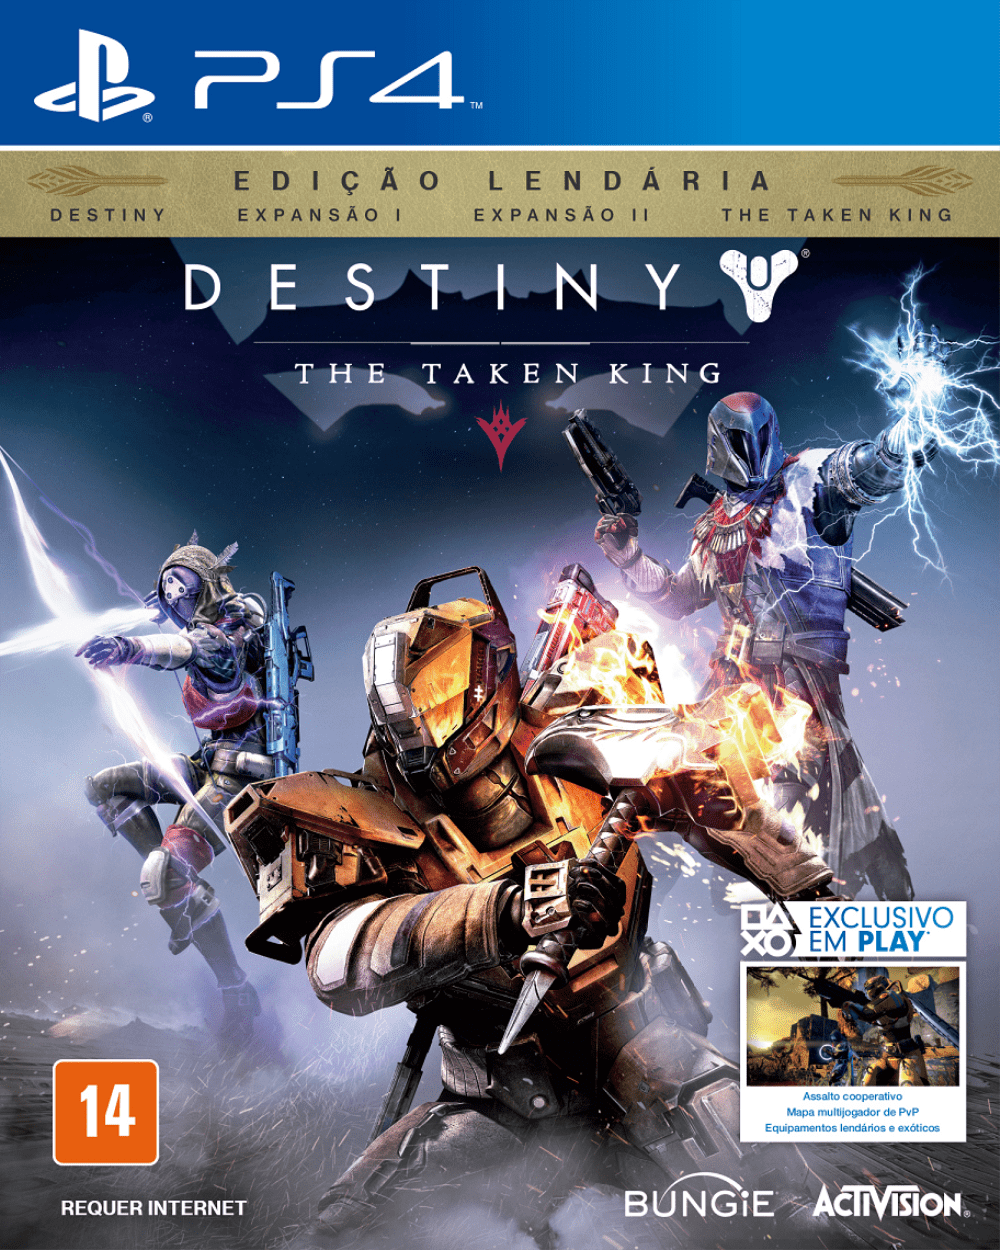 PS4™
EDIÇÃO LENDÁRIA
DESTINY EXPANSÃO I EXPANSÃO II THE TAKEN KING
DESTINY®
THE TAKEN KING
EXCLUSIVO
EM PLAY*
Assalto cooperativo
Mapa multijogador de PvP
Equipamentos lendários e exóticos
14
REQUER INTERNET
BUNGiE ACTIVISION®